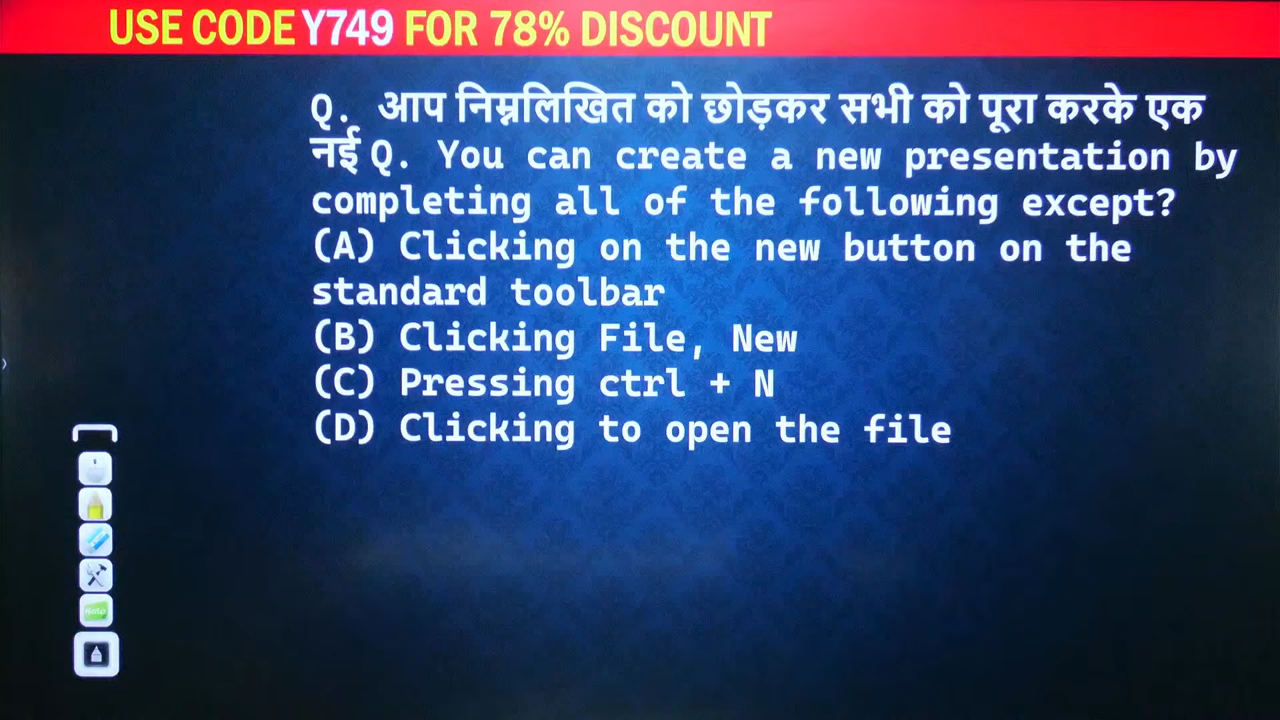 USE CODE Y749 FOR 78% DISCOUNT
Q. आप निम्नलिखित को छोड़कर सभी को पूरा करके एक
नई Q. You can create a new presentation by
completing all of the following except?
(A) Clicking on the new button on the
standard toolbar
(B) Clicking File, New
(C) Pressing ctrl + N
(D) Clicking to open the file